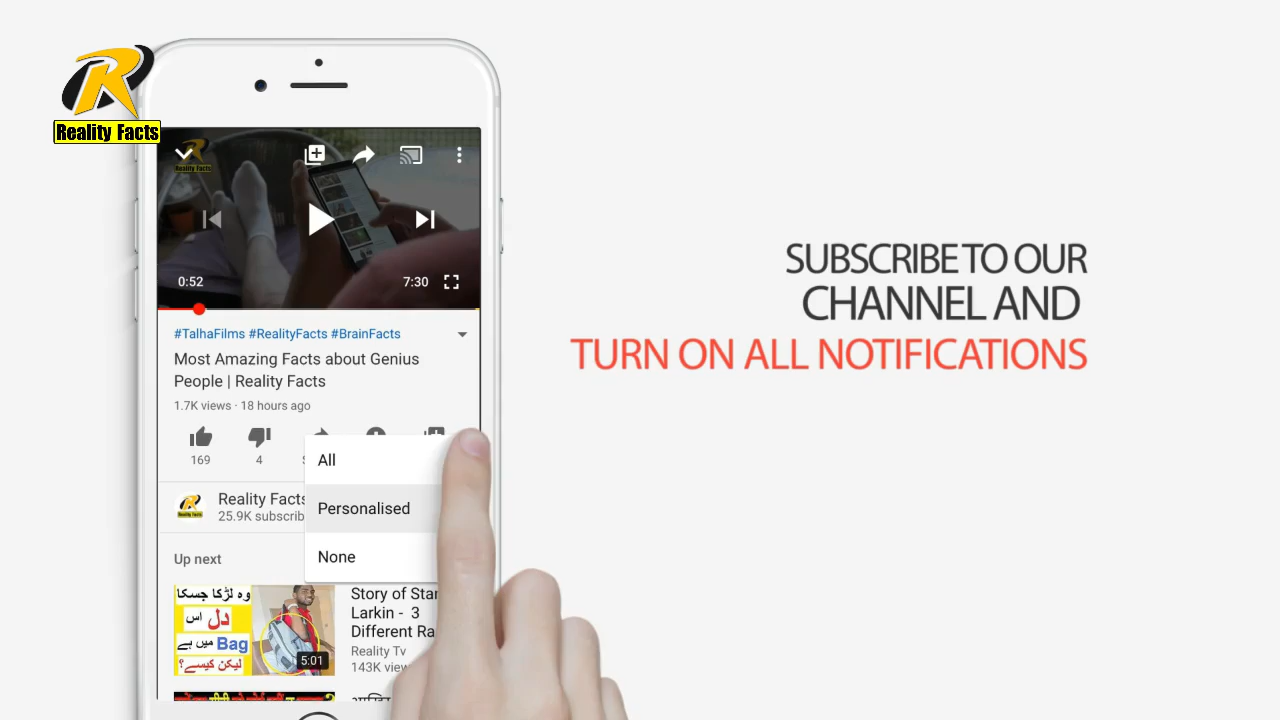 Reality Facts
SUBSCRIBE TO OUR
CHANNEL AND
TURN ON ALL NOTIFICATIONS
0:52
7:30
#TalhaFilms #RealityFacts #BrainFacts
Most Amazing Facts about Genius
People | Reality Facts
1.7K views · 18 hours ago
169
4
All
Personalised
None
Reality Facts
25.9K subscrib
Up next
وہ لڑکا جسکا
دل اس
میں ہے Bag
لیکن کیسے؟
5:01
Story of Star
Larkin - 3
Different Ra
Reality Tv
143K view